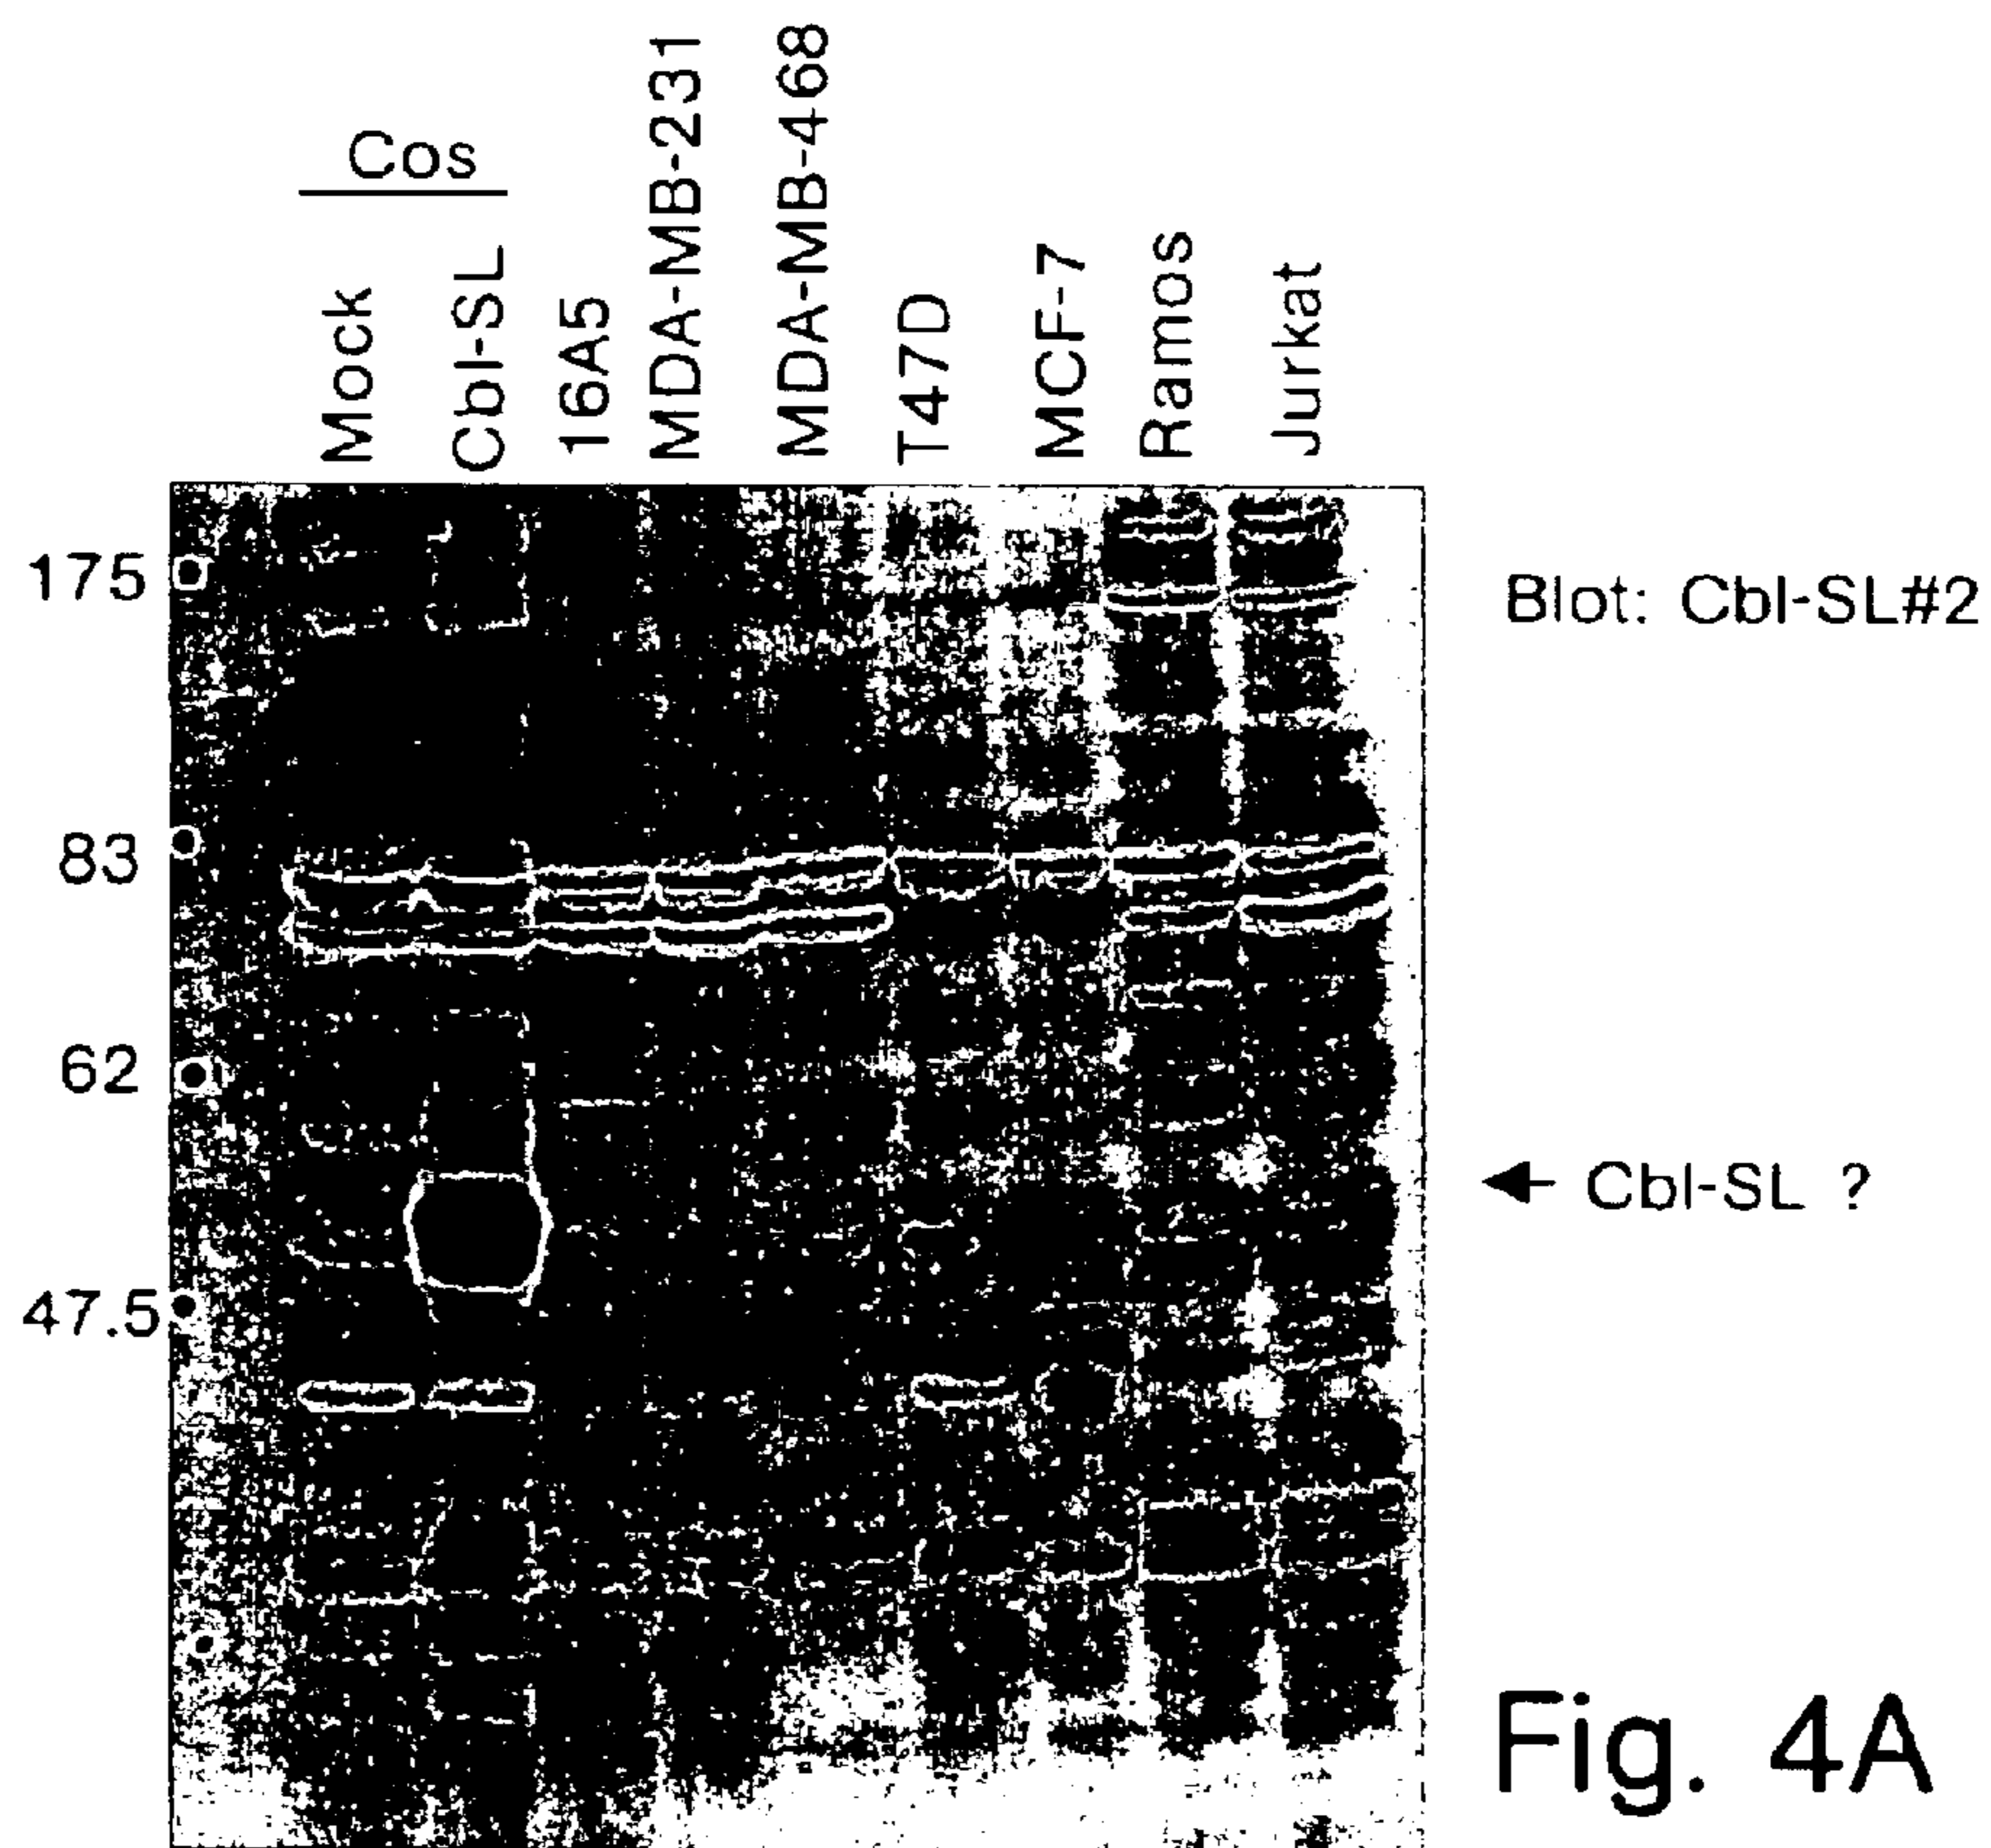 Cos
Mock
Cbl-SL
16A5
MDA-MB-231
MDA-MB-468
T47D
MCF-7
Ramos
Jurkat
175
83
62
47.5
Blot: Cbl-SL#2
Cbl-SL ?
Fig. 4A